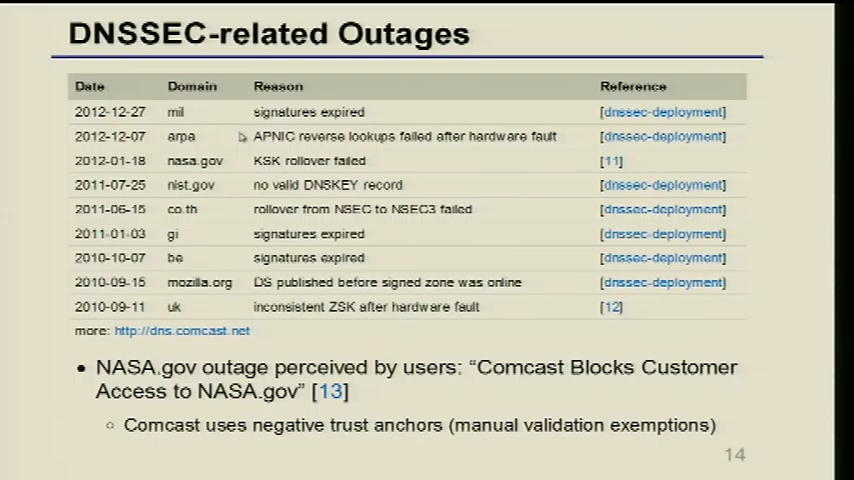 DNSSEC-related Outages
Date Domain Reason Reference
2012-12-27 mil signatures expired [dnssec-deployment]
2012-12-07 arpa APNIC reverse lookups failed after hardware fault [dnssec-deployment]
2012-01-18 nasa.gov KSK rollover failed [11]
2011-07-25 nist.gov no valid DNSKEY record [dnssec-deployment]
2011-06-15 co.th rollover from NSEC to NSEC3 failed [dnssec-deployment]
2011-01-03 gi signatures expired [dnssec-deployment]
2010-10-07 be signatures expired [dnssec-deployment]
2010-09-15 mozilla.org DS published before signed zone was online [dnssec-deployment]
2010-09-11 uk inconsistent ZSK after hardware fault [12]
more: http://dns.comcast.net
• NASA.gov outage perceived by users: “Comcast Blocks Customer
Access to NASA.gov” [13]
○ Comcast uses negative trust anchors (manual validation exemptions)
14